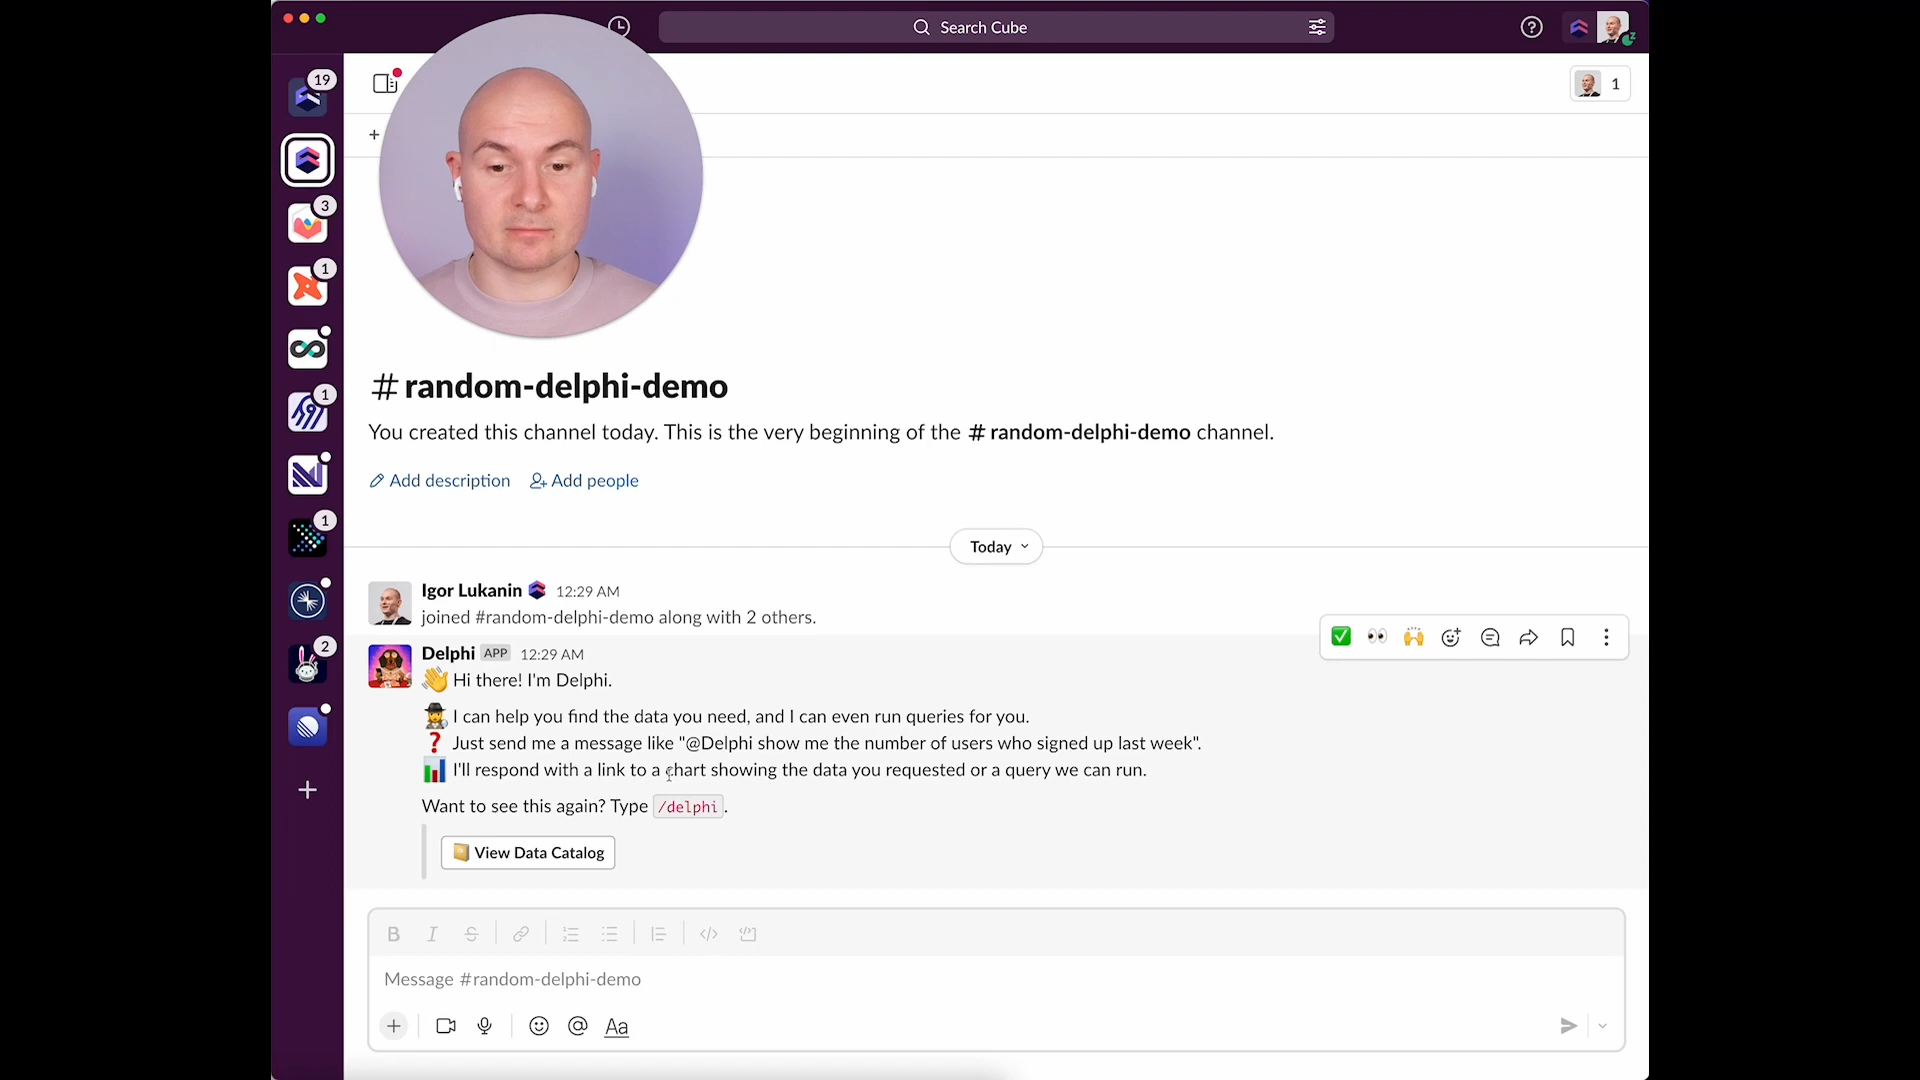 Search Cube
19
1
3
1
1
1
2
#random-delphi-demo
You created this channel today. This is the very beginning of the #random-delphi-demo channel.
Add description Add people
Today
Igor Lukanin 12:29 AM
joined #random-delphi-demo along with 2 others.
Delphi APP 12:29 AM
Hi there! I'm Delphi.
I can help you find the data you need, and I can even run queries for you.
Just send me a message like "@Delphi show me the number of users who signed up last week".
I'll respond with a link to a chart showing the data you requested or a query we can run.
Want to see this again? Type /delphi.
View Data Catalog
B I S
Message #random-delphi-demo
Aa